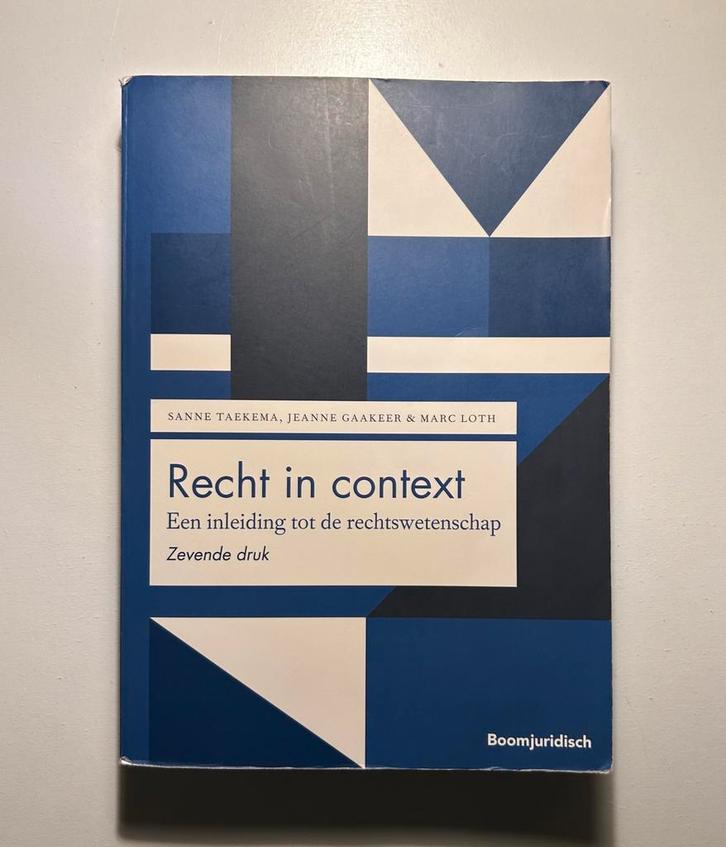 SANNE TAEKEMA, JEANNE GAAKEER & MARC LOTH
Recht in context
Een inleiding tot de rechtswetenschap
Zevende druk
Boomjuridisch